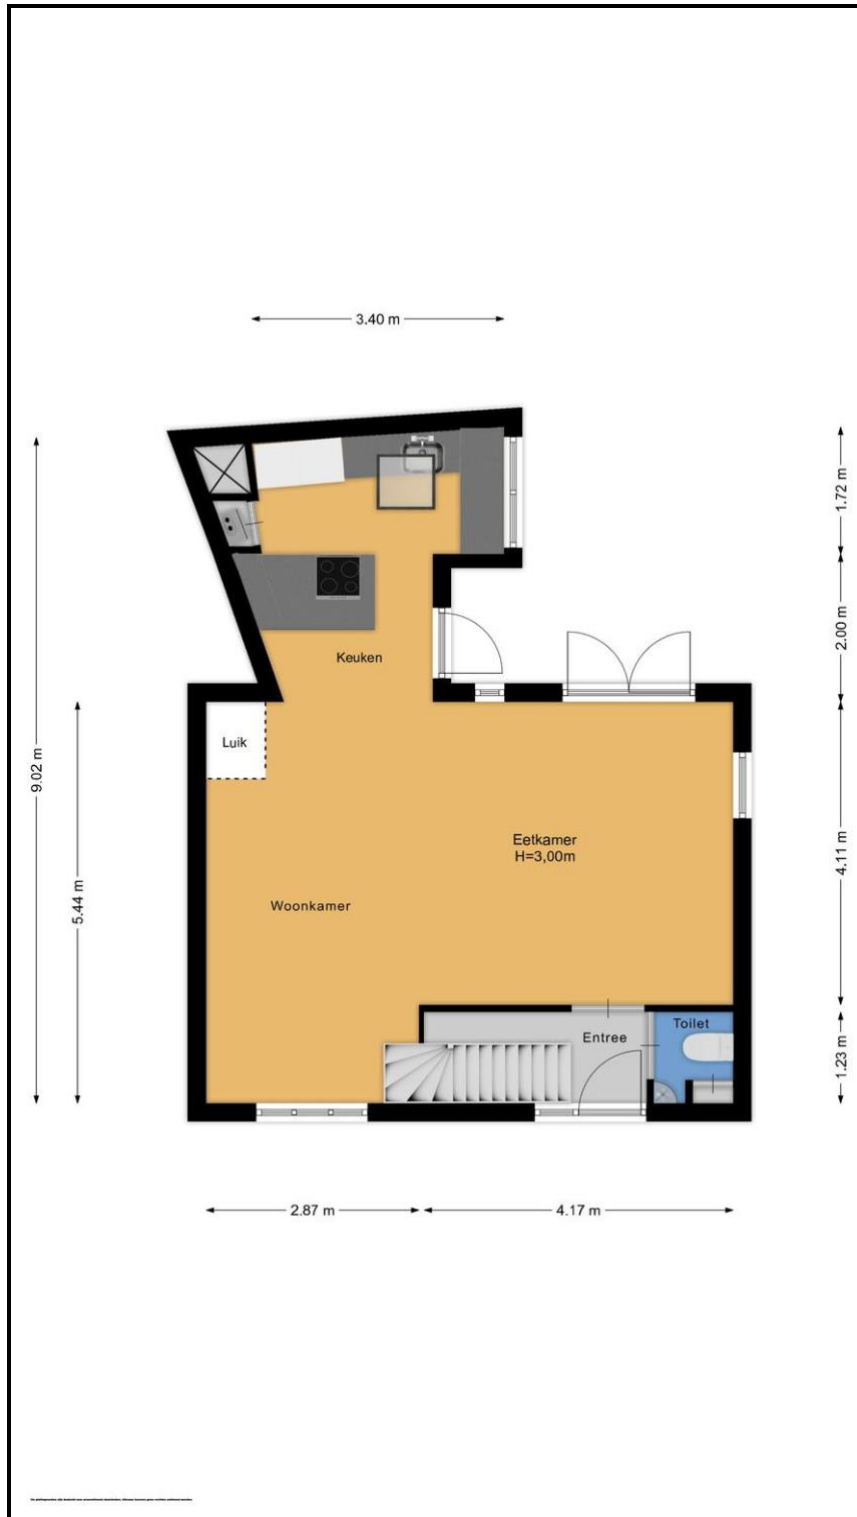 3.40 m
1.72 m
2.00 m
Keuken
Luik
9.02 m
Eetkamer
H=3,00m
4.11 m
5.44 m
Woonkamer
Toilet
Entree
1.23 m
2.87 m
4.17 m